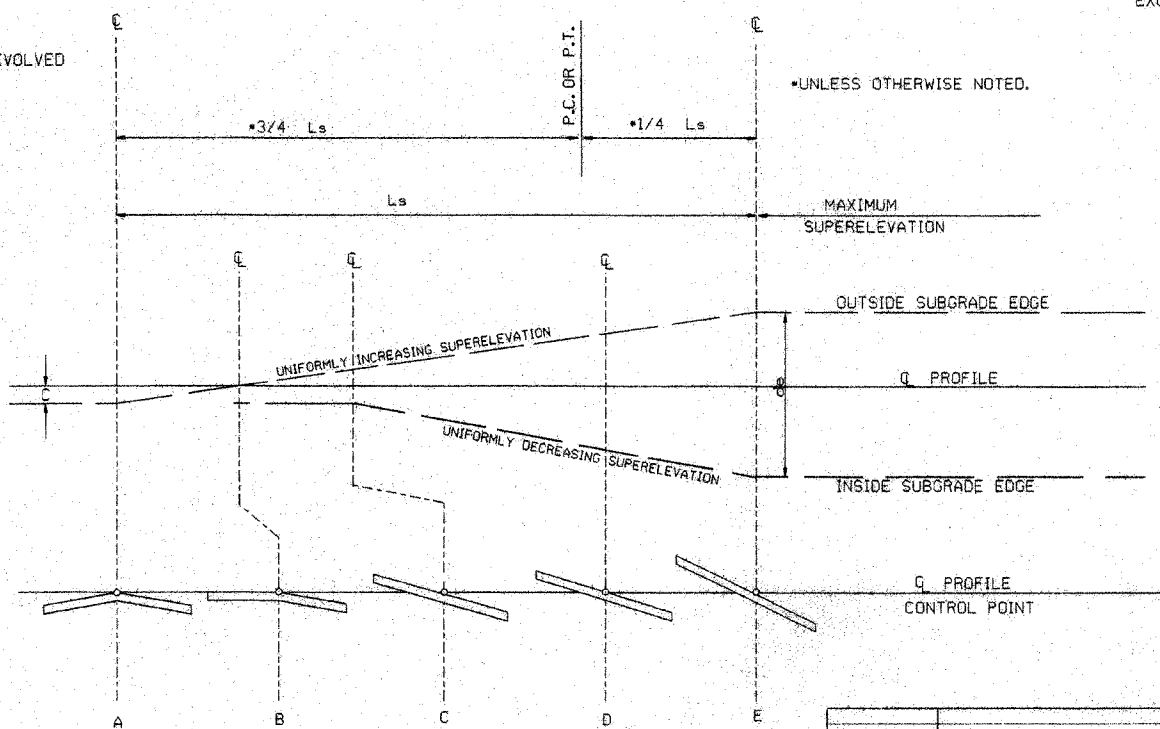 ℄
℄
VOLVED
P.C. OR P.T.
*UNLESS OTHERWISE NOTED.
*3/4 Ls
*1/4 Ls
Ls
MAXIMUM
SUPERELEVATION
℄
℄
℄
OUTSIDE SUBGRADE EDGE
UNIFORMLY INCREASING SUPERELEVATION
℄ PROFILE
C
UNIFORMLY DECREASING SUPERELEVATION
INSIDE SUBGRADE EDGE
℄ PROFILE
CONTROL POINT
A
B
C
D
E